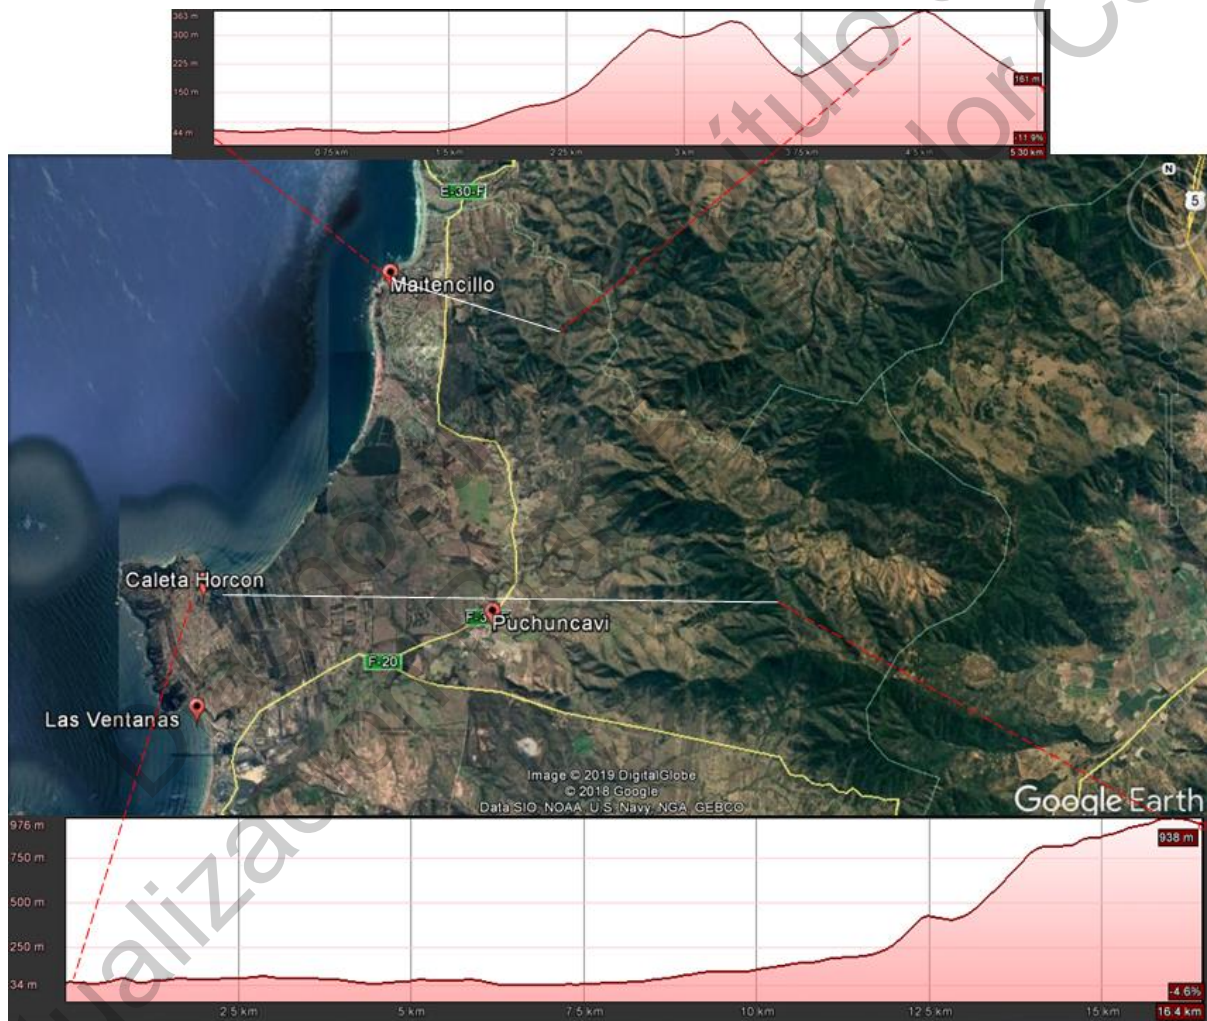 363 m
300 m
225 m
150 m
44 m
161 m
-11.9%
0.75 km
1.5 km
2.25 km
3 km
3.75 km
4.5 km
5.30 km
E-30-F
N
5
Maitencillo
Caleta Horcon
Puchuncavi
F-20
Las Ventanas
Image © 2019 DigitalGlobe
© 2018 Google
Data SIO, NOAA, U.S. Navy, NGA, GEBCO
Google Earth
976 m
750 m
500 m
250 m
34 m
938 m
-4.6%
2.5 km
5 km
7.5 km
10 km
12.5 km
15 km
16.4 km